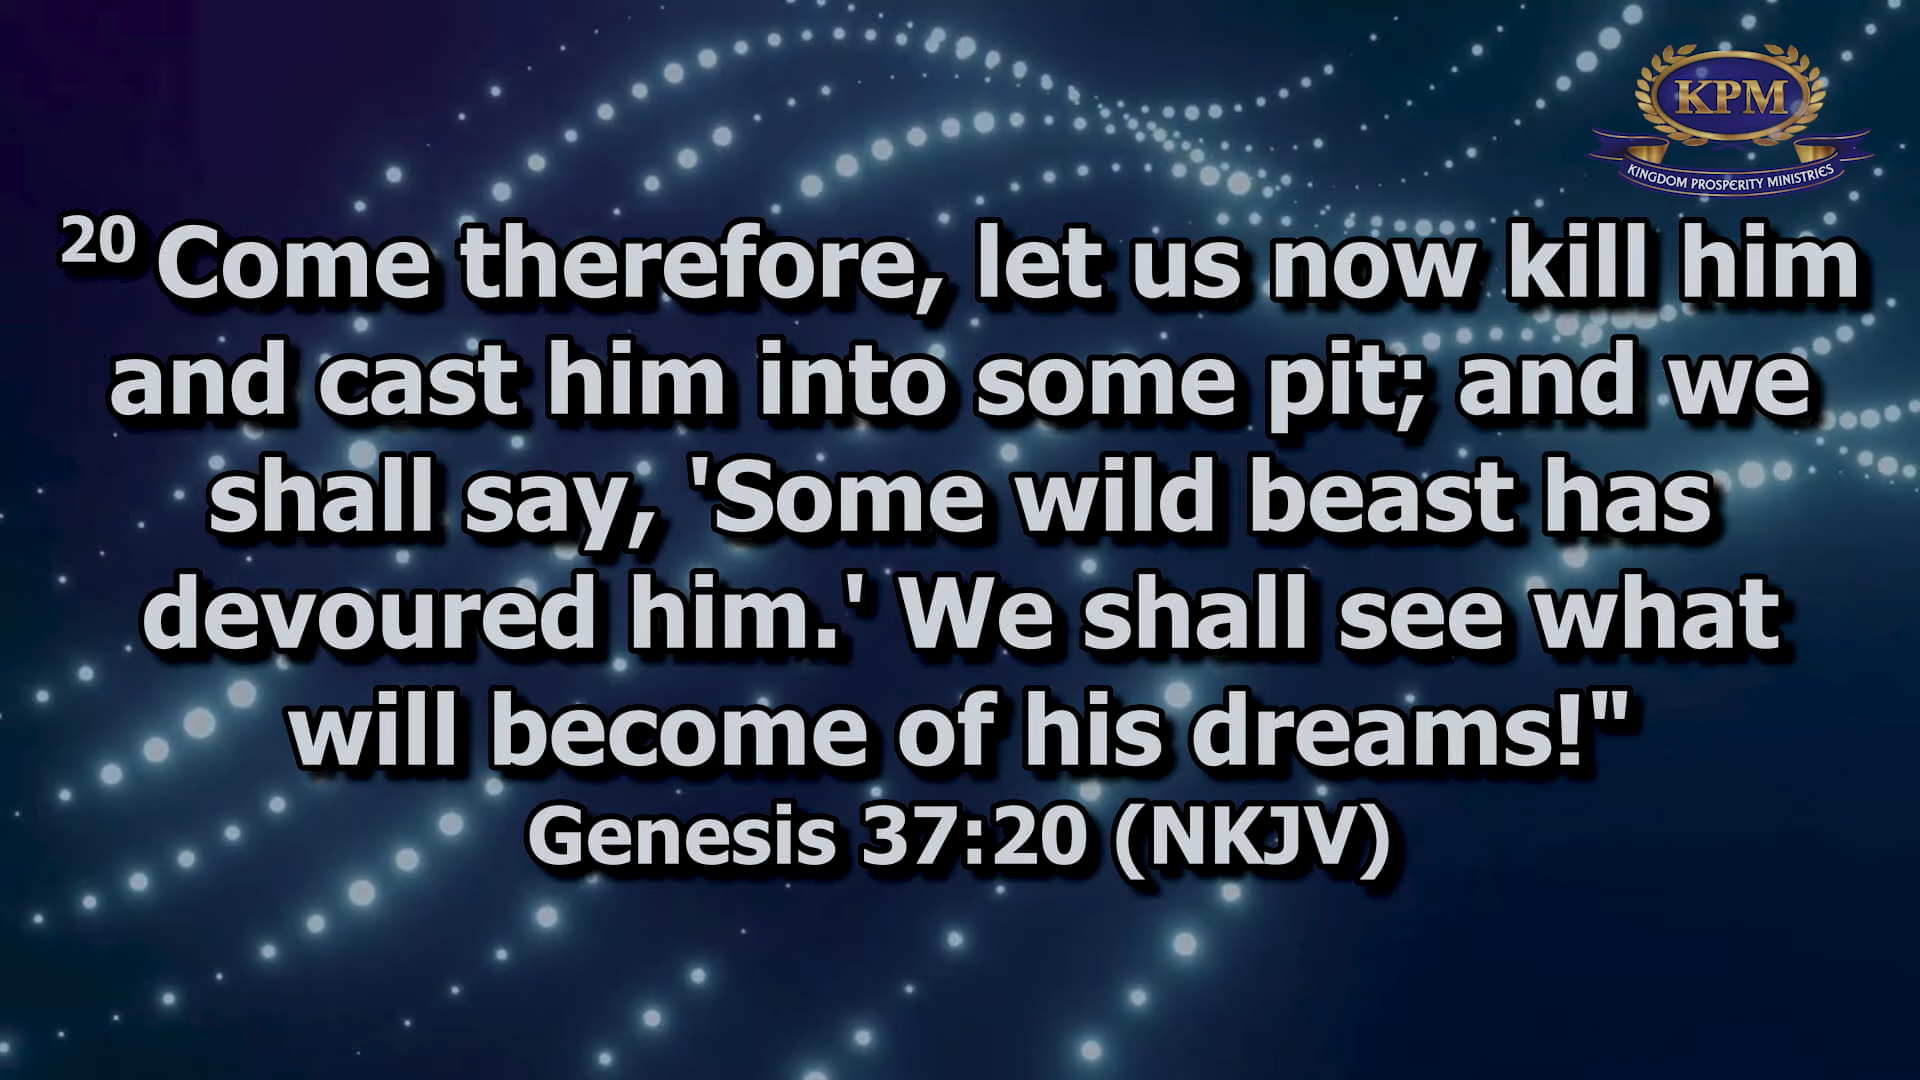 KPM
KINGDOM PROSPERITY MINISTRIES
20 Come therefore, let us now kill him
and cast him into some pit; and we
shall say, 'Some wild beast has
devoured him.' We shall see what
will become of his dreams!"
Genesis 37:20 (NKJV)